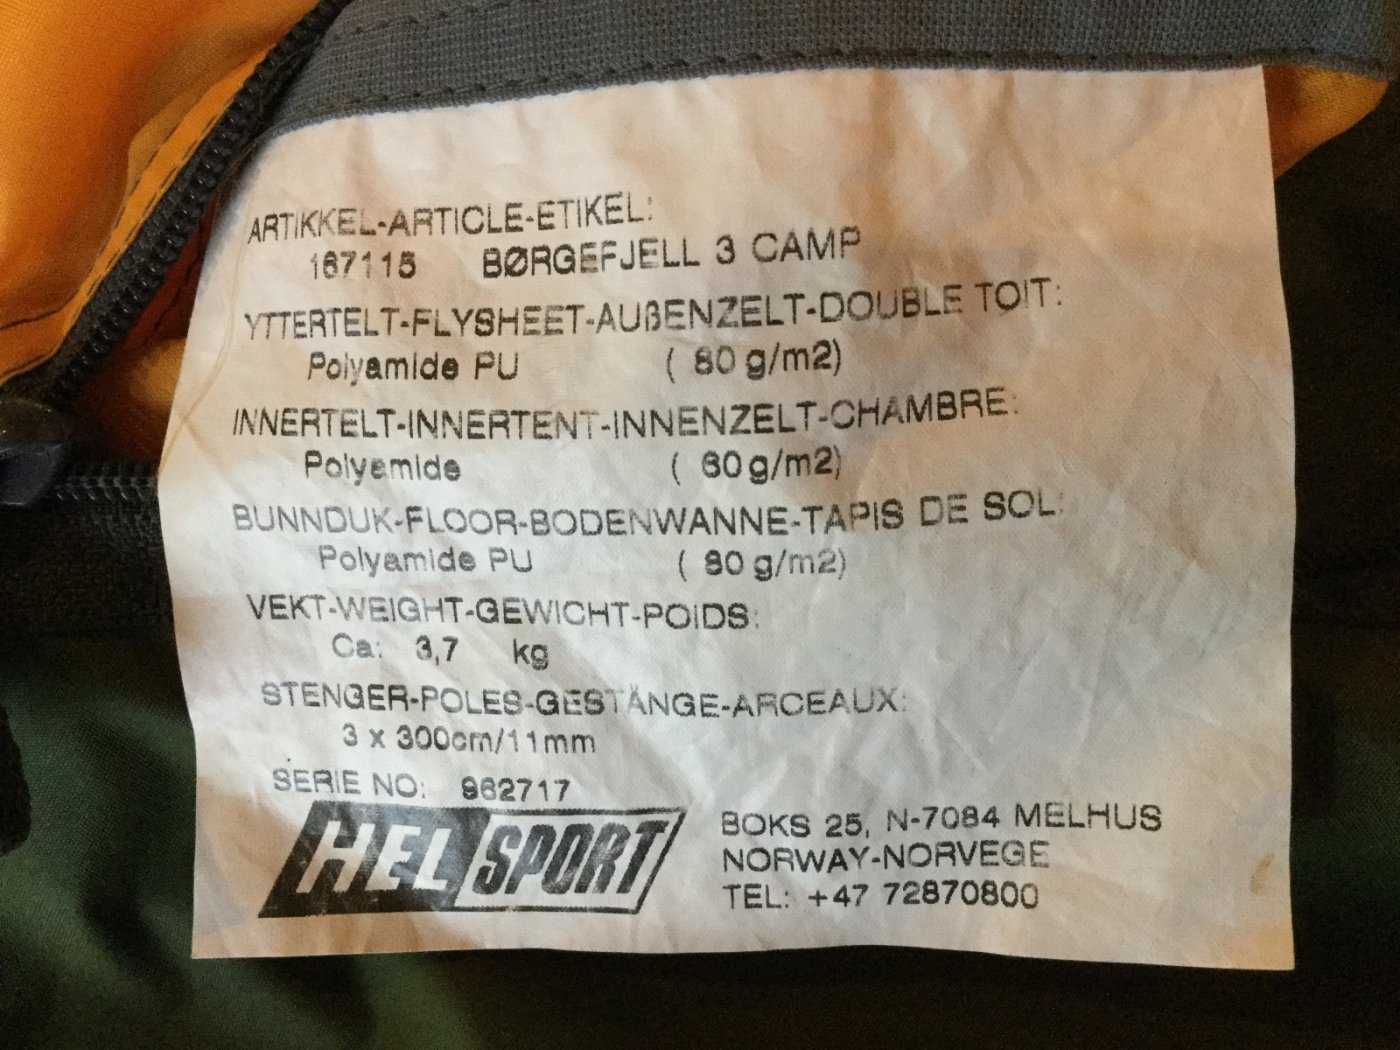 ARTIKKEL-ARTICLE-ETIKEL:
167115 BØRGEFJELL 3 CAMP
YTTERTELT-FLYSHEET-AUßENZELT-DOUBLE TOIT:
Polyamide PU ( 80 g/m2)
INNERTELT-INNERTENT-INNENZELT-CHAMBRE:
Polyamide ( 60 g/m2)
BUNNDUK-FLOOR-BODENWANNE-TAPIS DE SOL:
Polyamide PU ( 90 g/m2)
VEKT-WEIGHT-GEWICHT-POIDS:
Ca: 3,7 kg
STENGER-POLES-GESTÄNGE-ARCEAUX:
3 x 300cm/11mm
SERIE NO: 962717
HELSPORT
BOKS 25, N-7084 MELHUS
NORWAY-NORVEGE
TEL: +47 72870800